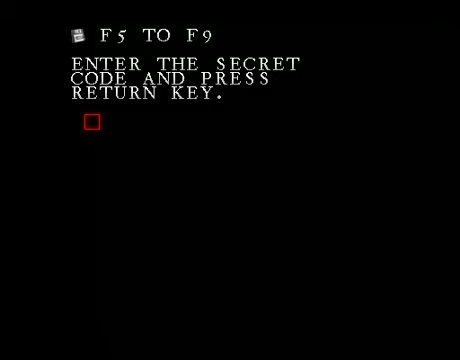 F5 TO F9
ENTER THE SECRET
CODE AND PRESS
RETURN KEY.